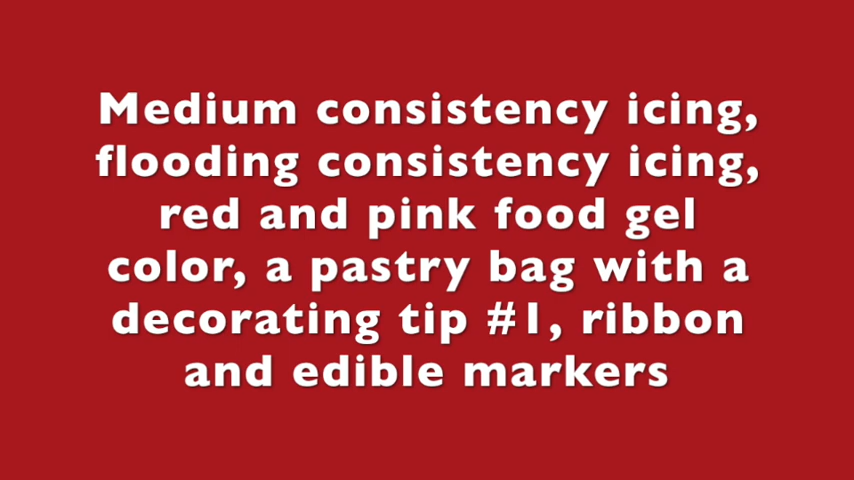 Medium consistency icing,
flooding consistency icing,
red and pink food gel
color, a pastry bag with a
decorating tip #1, ribbon
and edible markers